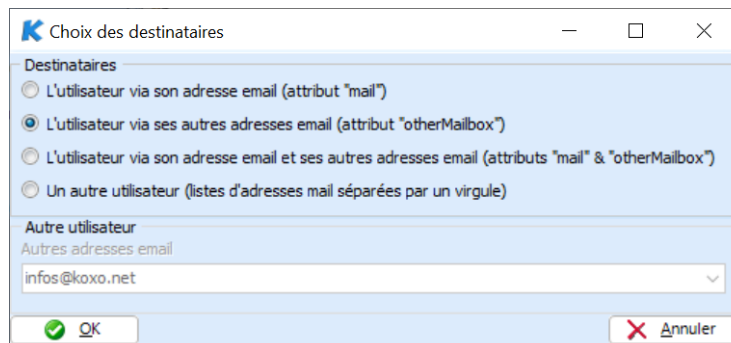 Choix des destinataires
Destinataires
L'utilisateur via son adresse email (attribut "mail")
L'utilisateur via ses autres adresses email (attribut "otherMailbox")
L'utilisateur via son adresse email et ses autres adresses email (attributs "mail" & "otherMailbox")
Un autre utilisateur (listes d'adresses mail séparées par un virgule)
Autre utilisateur
Autres adresses email
infos@koxo.net
OK Annuler